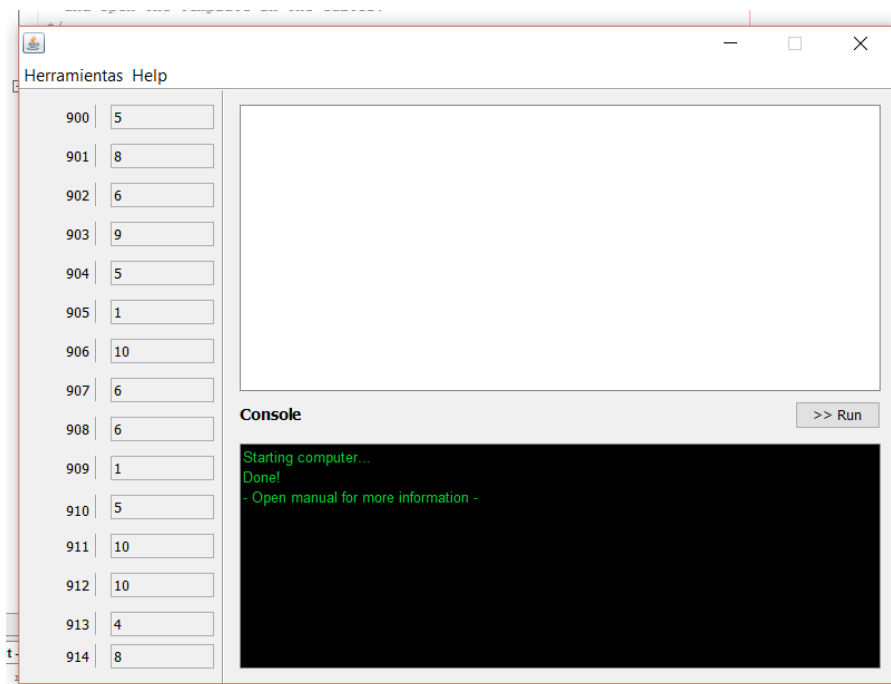 Herramientas Help
900 5
901 8
902 6
903 9
904 5
905 1
906 10
907 6
908 6
909 1
910 5
911 10
912 10
913 4
914 8
Console
>> Run
Starting computer...
Done!
- Open manual for more information -